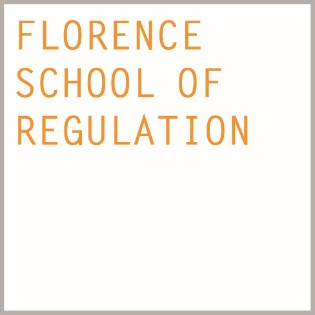 FLORENCE
SCHOOL OF
REGULATION